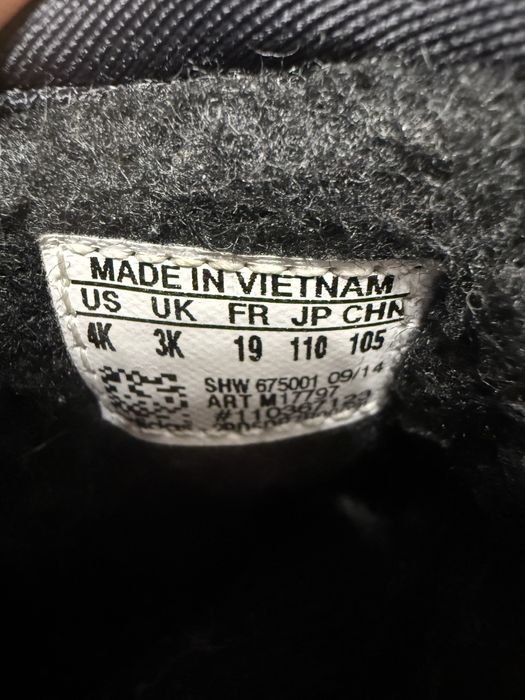 MADE IN VIETNAM
US UK FR JP CHN
4K 3K 19 110 105
SHW 675001 09/14
ART M17797
#110367123